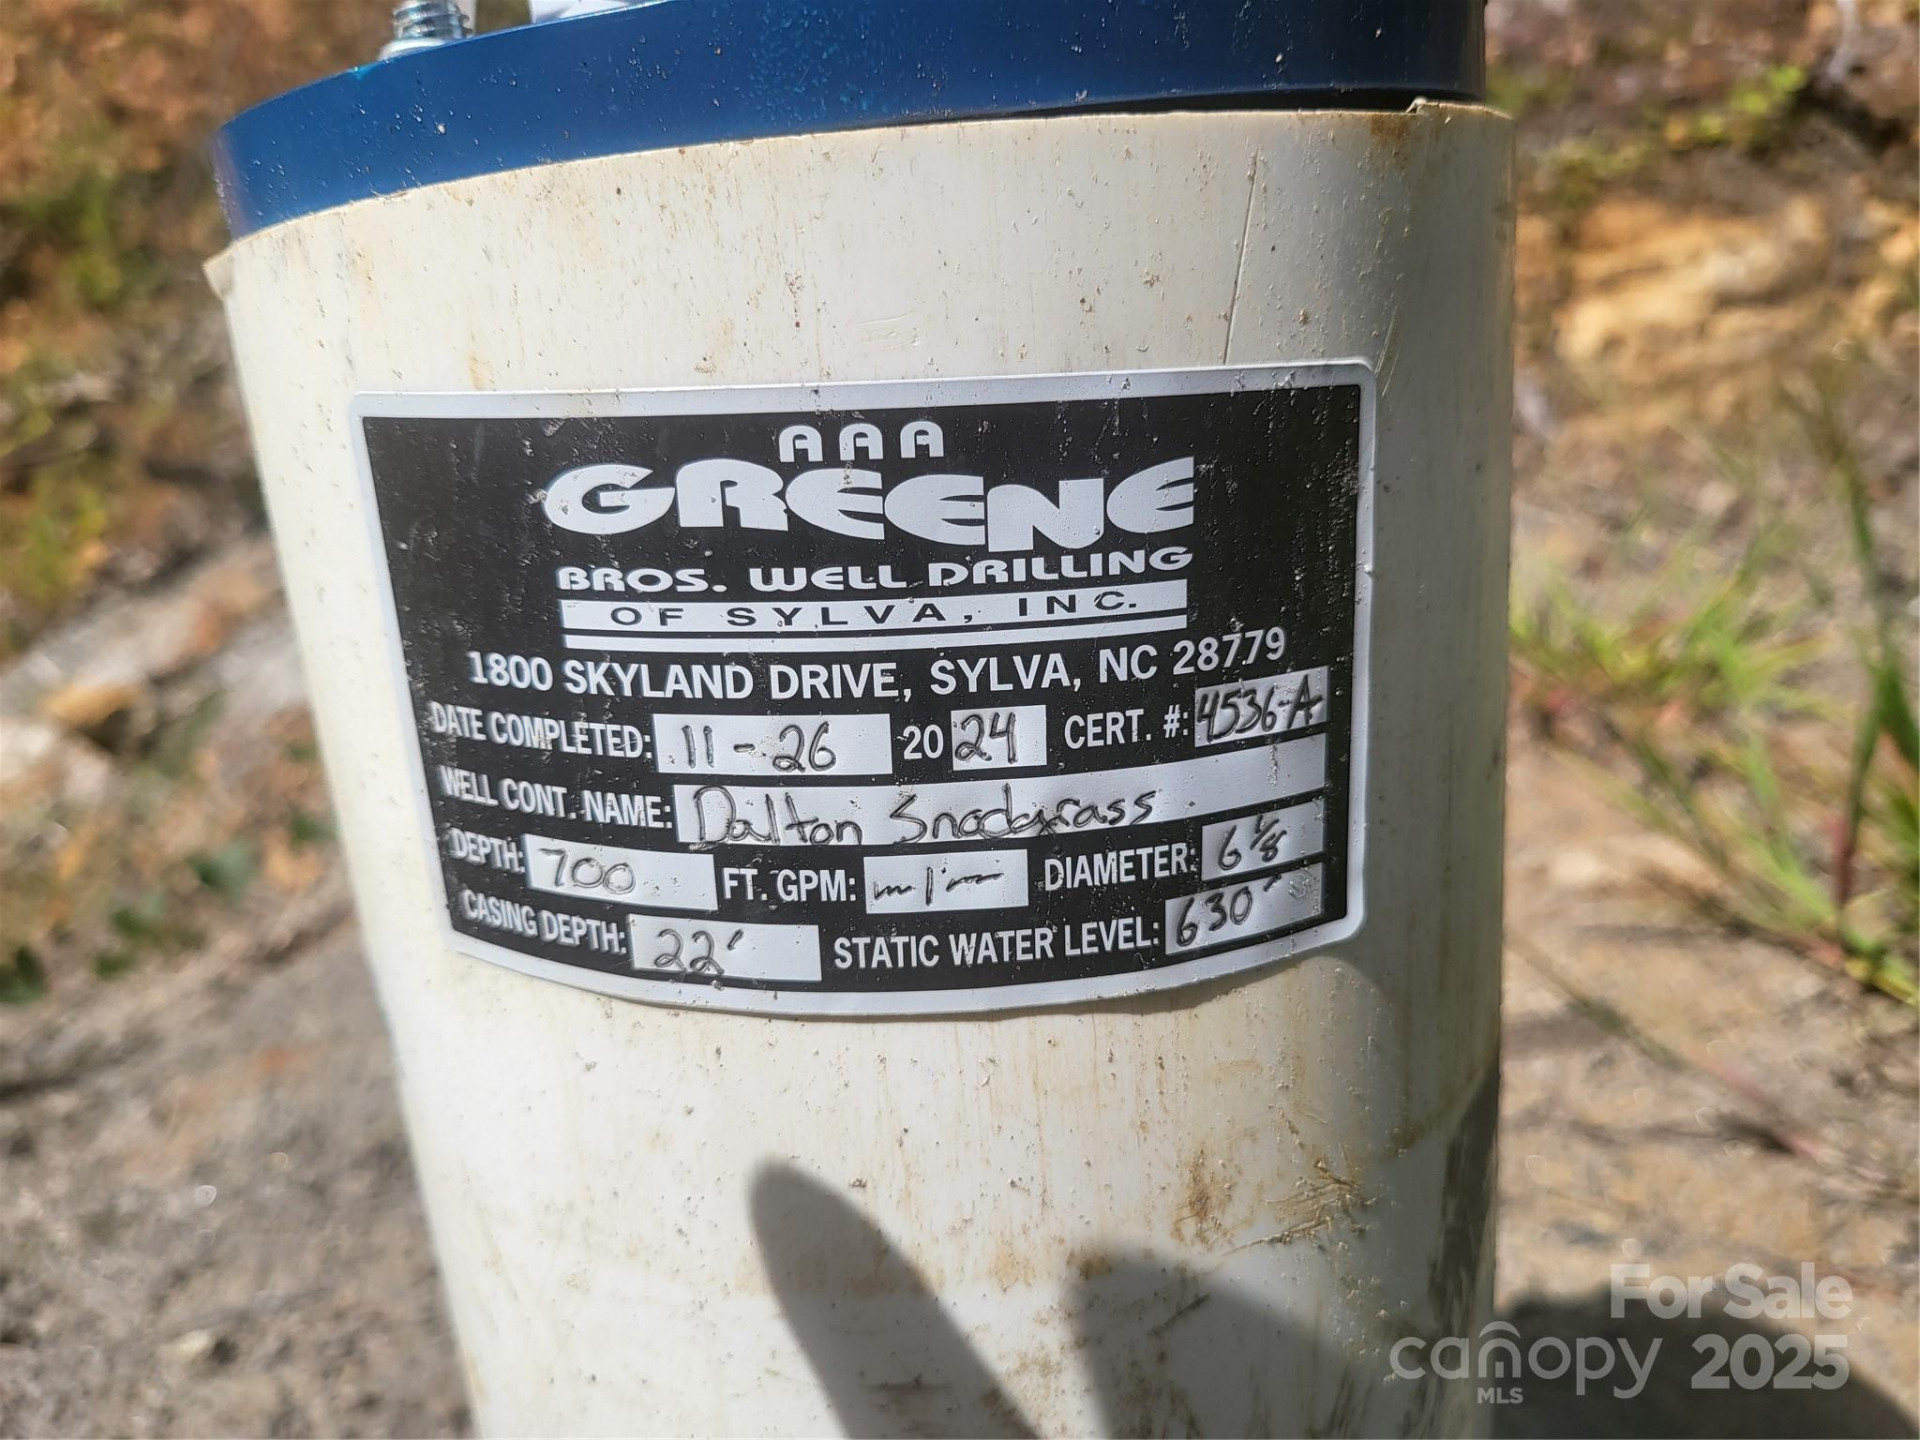 AAA
GREENE
BROS. WELL DRILLING
OF SYLVA, INC.
1800 SKYLAND DRIVE, SYLVA, NC 28779
DATE COMPLETED: 11-26 2024 CERT. #: 4536-A
WELL CONT. NAME: Dalton Snodgrass
DEPTH: 700 FT. GPM: 1 DIAMETER: 6 1/8
CASING DEPTH: 22' STATIC WATER LEVEL: 630'
For Sale
canopy 2025
MLS